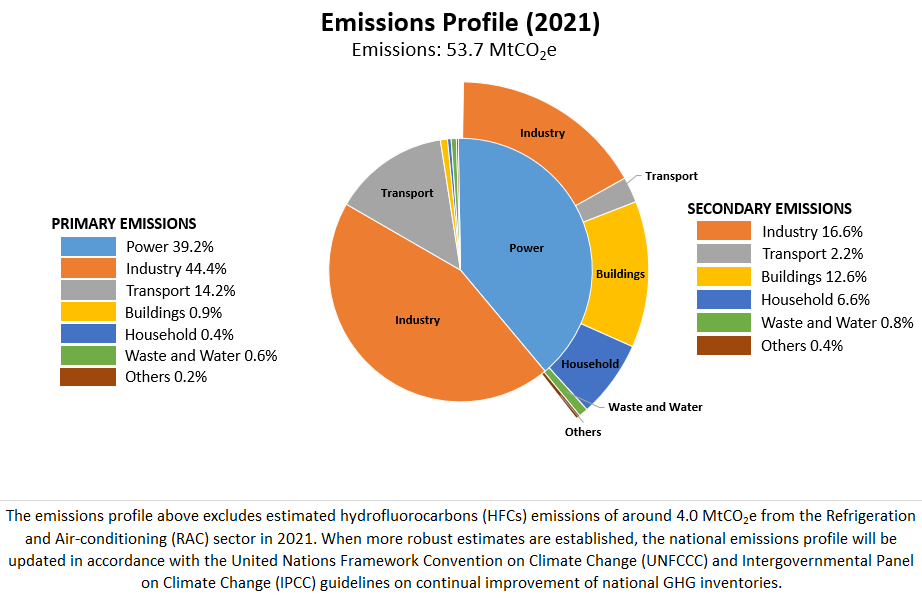 Emissions Profile (2021)
Emissions: 53.7 MtCO₂e
PRIMARY EMISSIONS
Power 39.2%
Industry 44.4%
Transport 14.2%
Buildings 0.9%
Household 0.4%
Waste and Water 0.6%
Others 0.2%
Industry
Transport
Transport
Power
Buildings
Industry
Household
Waste and Water
Others
SECONDARY EMISSIONS
Industry 16.6%
Transport 2.2%
Buildings 12.6%
Household 6.6%
Waste and Water 0.8%
Others 0.4%
The emissions profile above excludes estimated hydrofluorocarbons (HFCs) emissions of around 4.0 MtCO₂e from the Refrigeration
and Air-conditioning (RAC) sector in 2021. When more robust estimates are established, the national emissions profile will be
updated in accordance with the United Nations Framework Convention on Climate Change (UNFCCC) and Intergovernmental Panel
on Climate Change (IPCC) guidelines on continual improvement of national GHG inventories.